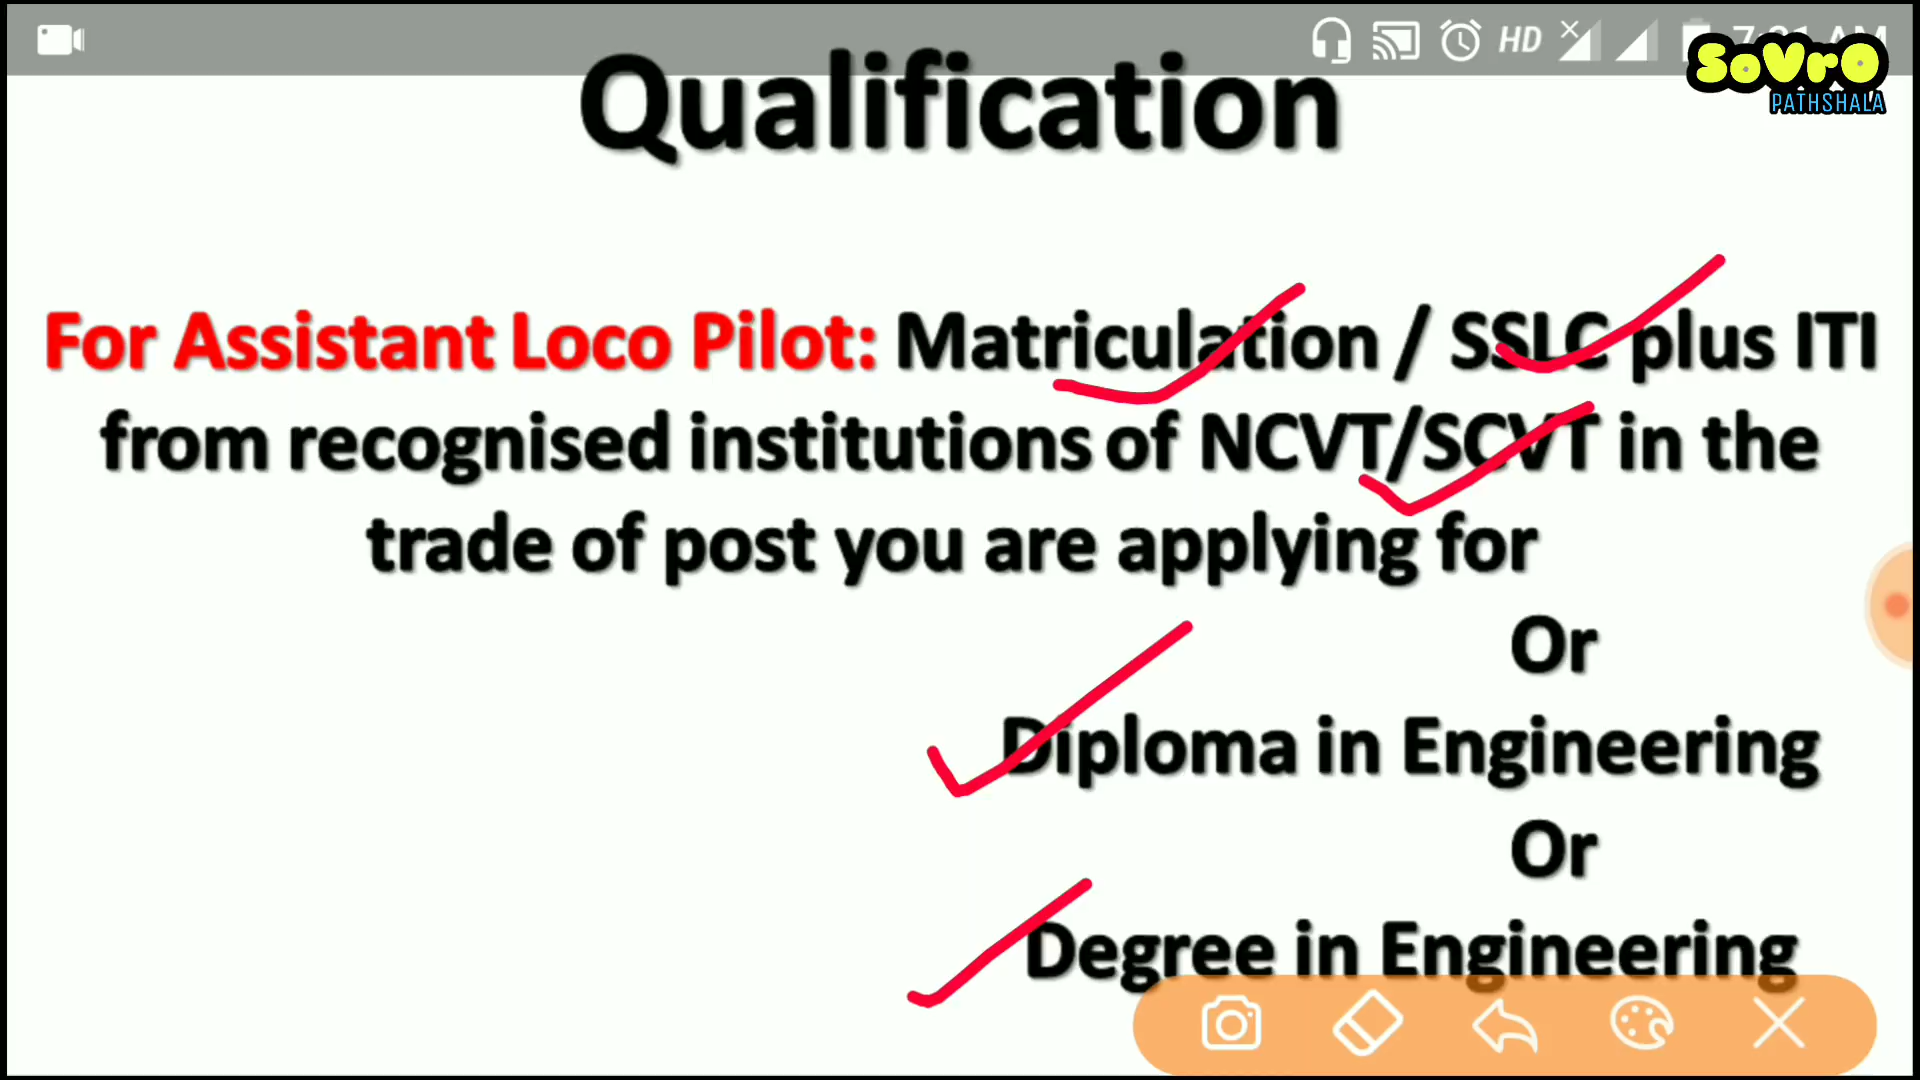 HD
SoVrO
PATHSHALA
Qualification
For Assistant Loco Pilot: Matriculation / SSLC plus ITI
from recognised institutions of NCVT/SCVT in the
trade of post you are applying for
Or
Diploma in Engineering
Or
Degree in Engineering